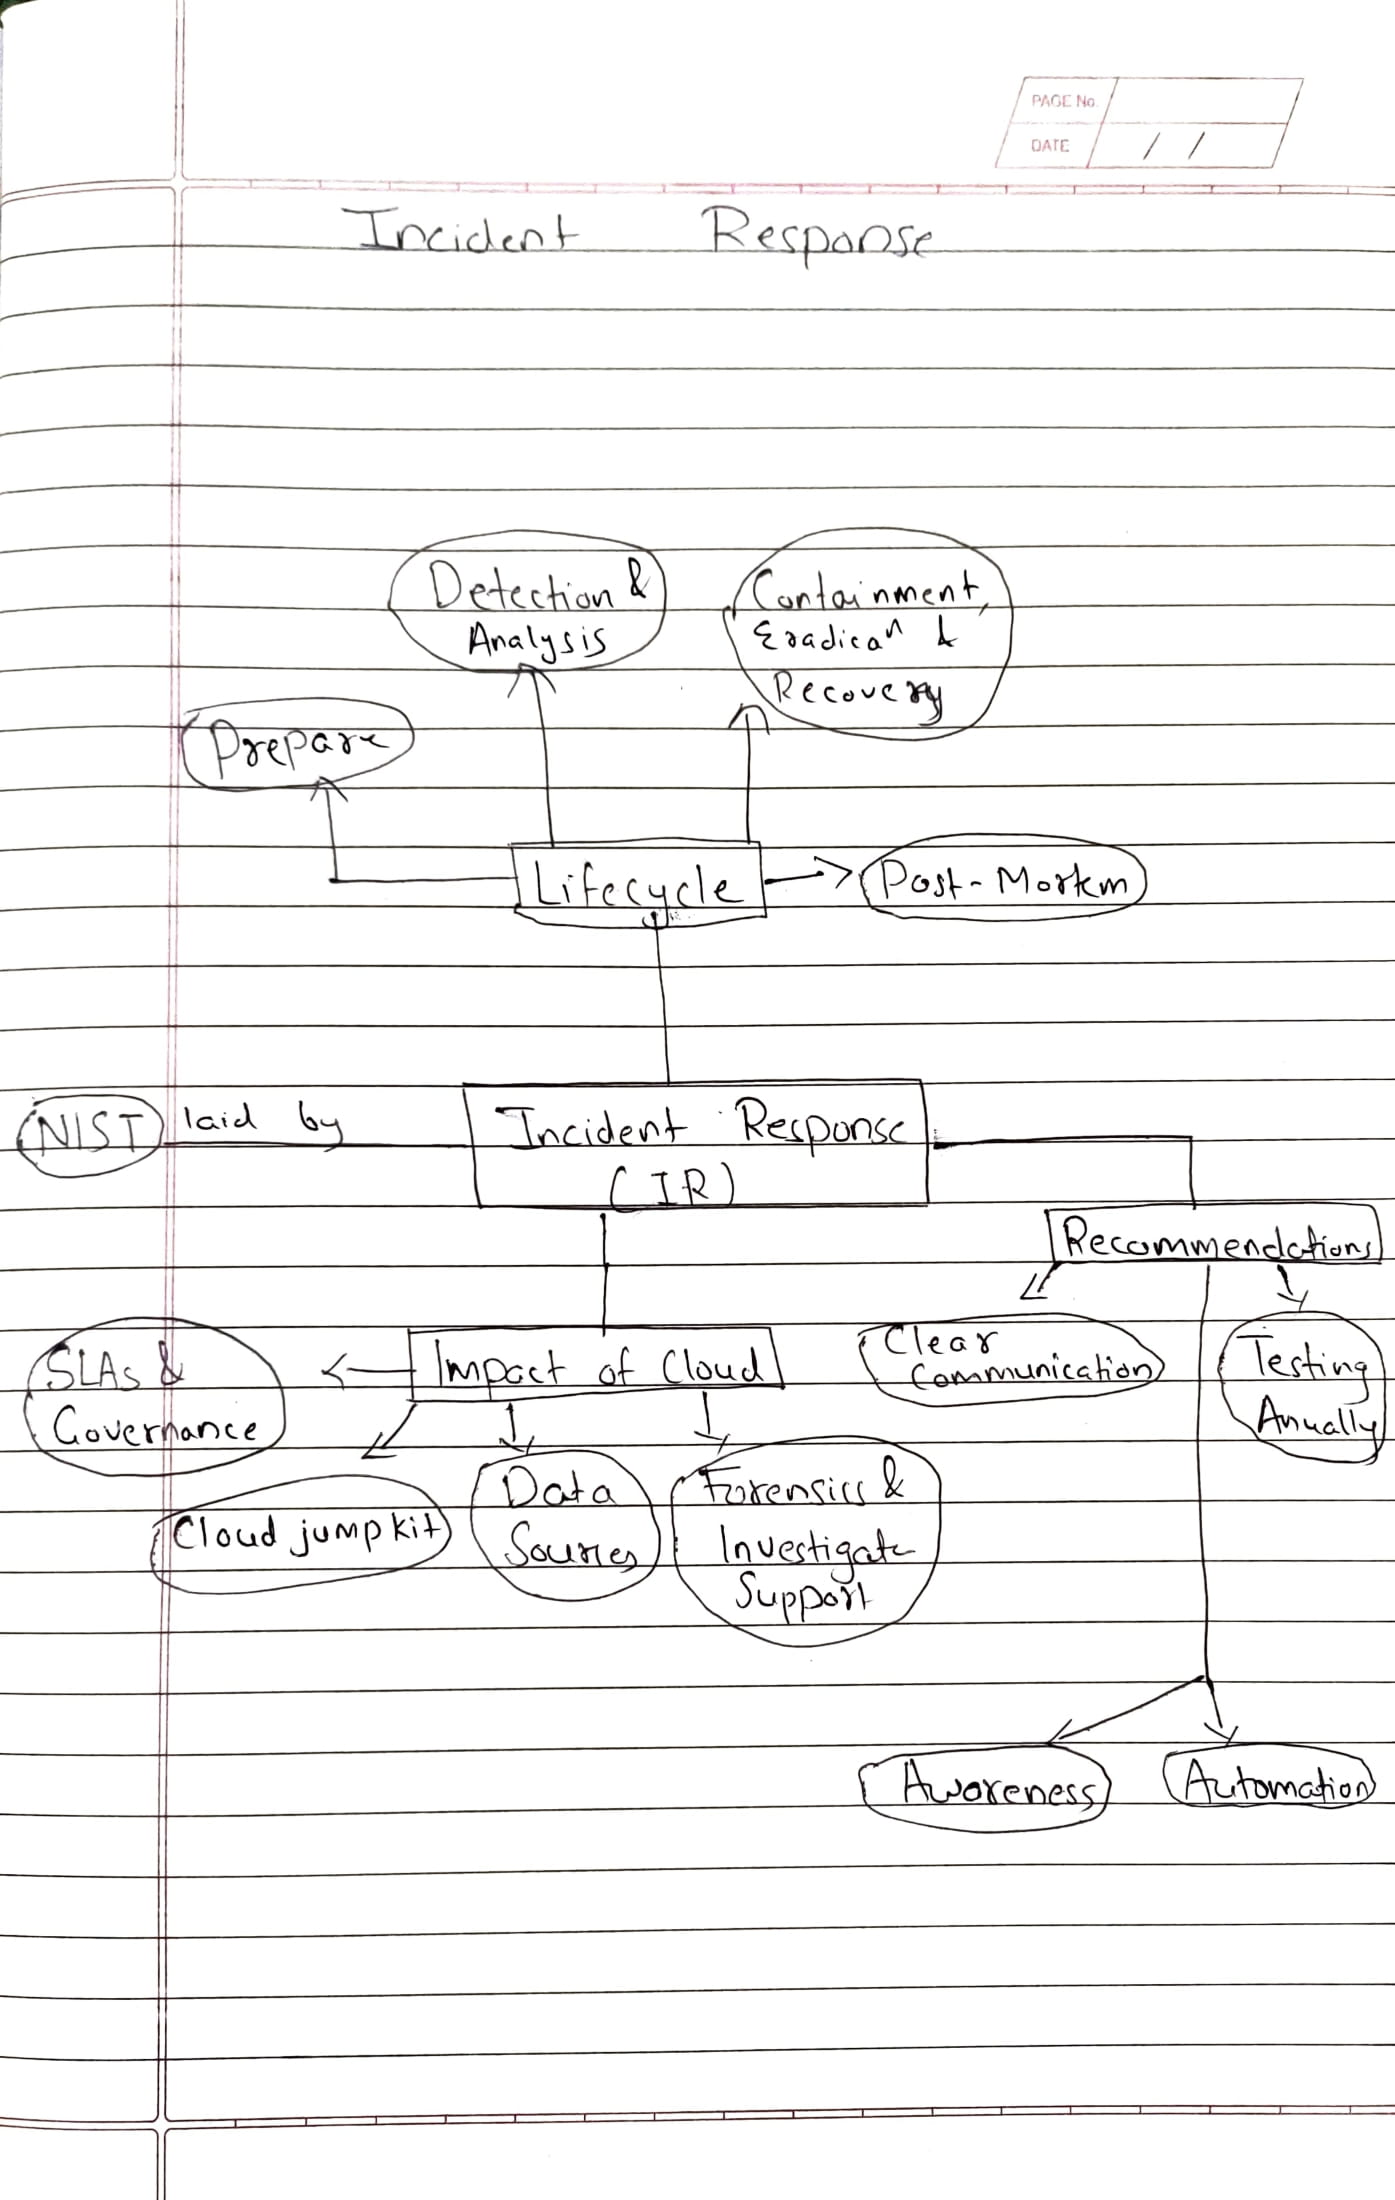 PAGE No.
DATE / /
Incident Response
Detection &
Analysis
Containment,
Eradicaⁿ &
Recovery
Prepare
Lifecycle
Post-Mortem
NIST laid by
Incident Response
(IR)
Recommendations
Clear
Communication
Testing
Anually
Impact of Cloud
SLAs &
Governance
Cloud jump kit
Data
Sources
Forensics &
Investigate
Support
Awareness
Automation